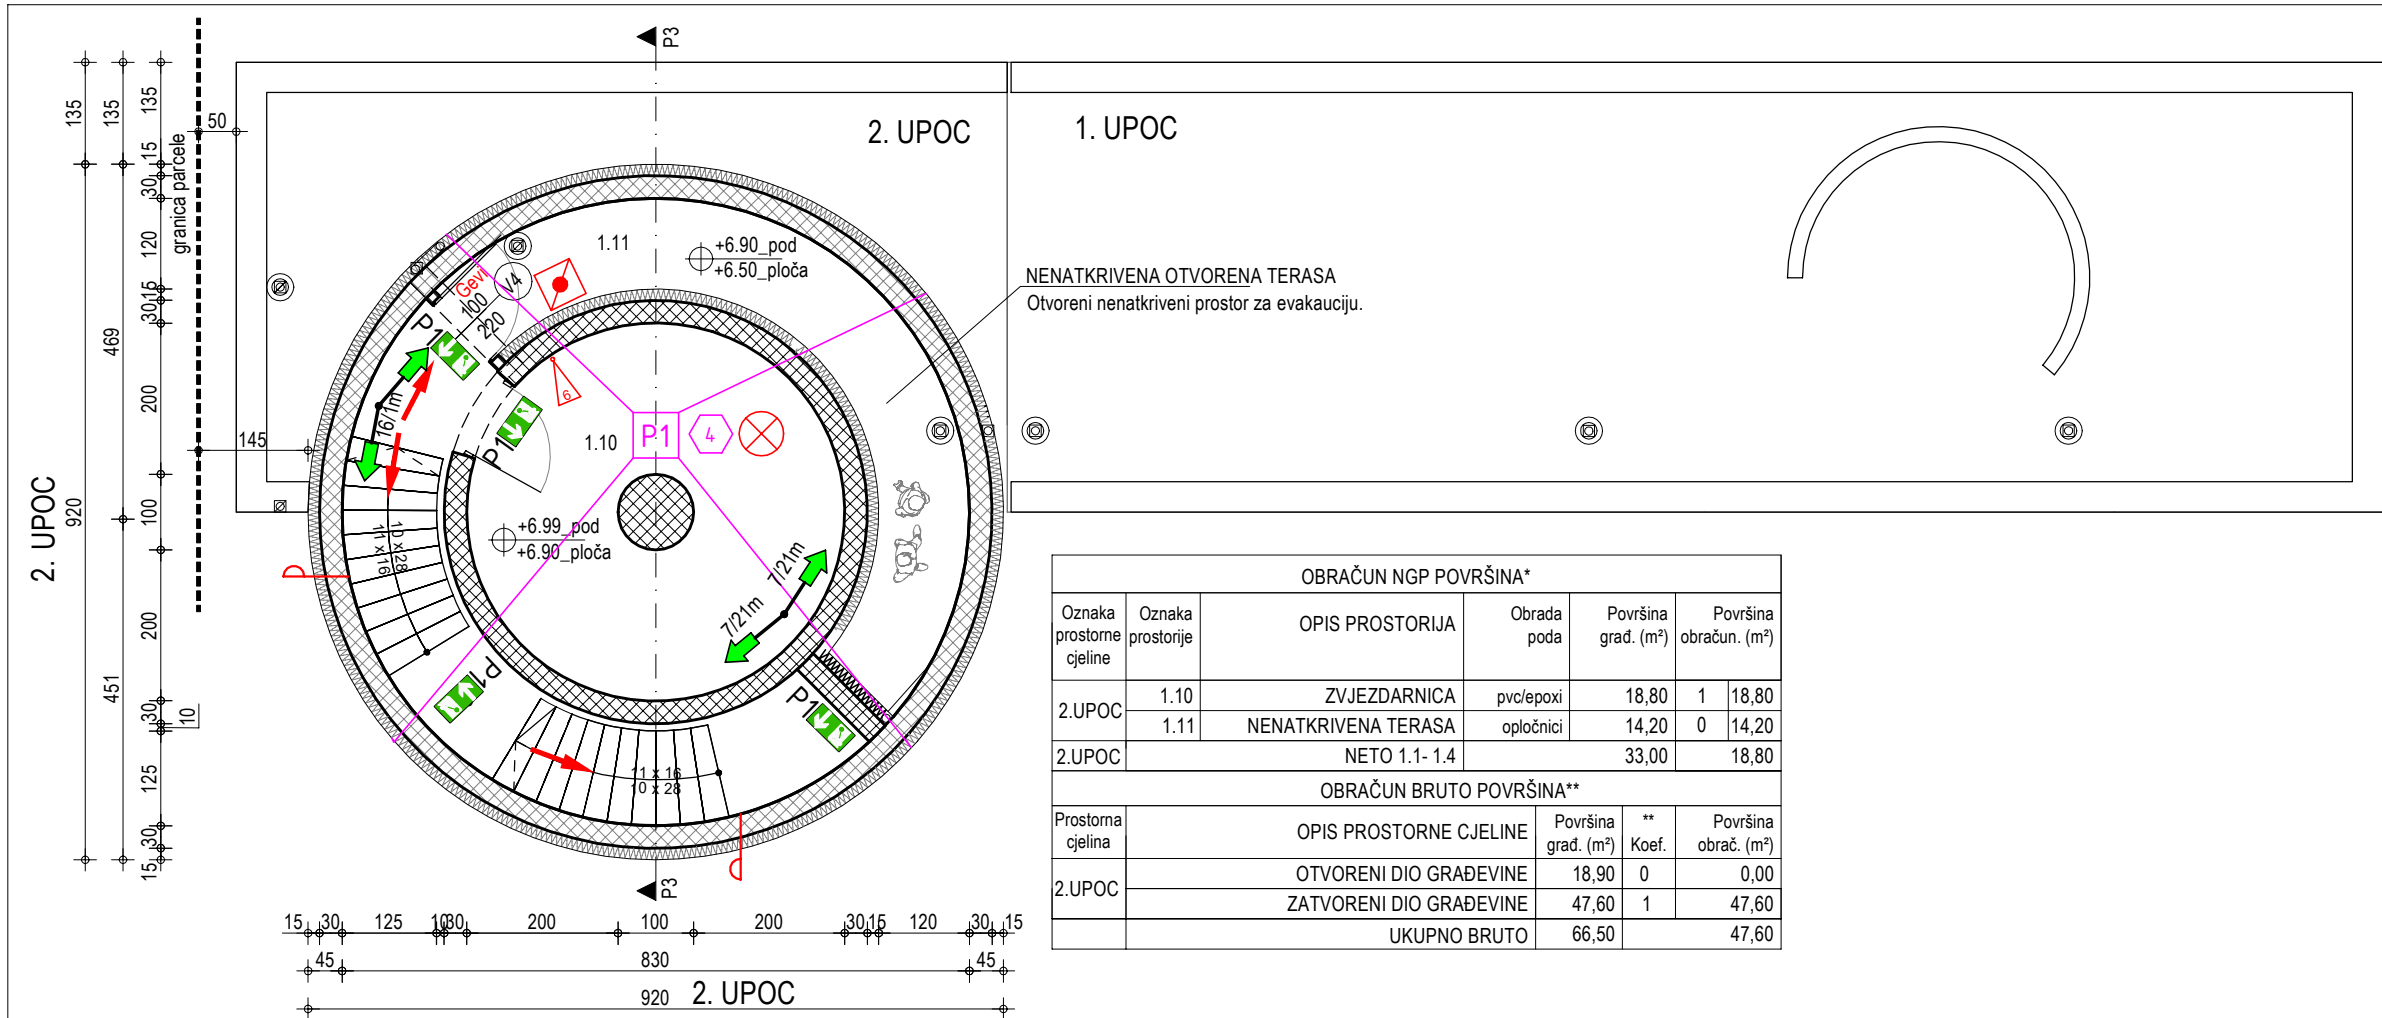 P3
2. UPOC
1. UPOC
135
135
135
50
granica parcele
15
30
120
15
30
200
100
200
30
10
125
30
15
469
451
920
145
2. UPOC
1.11
+6.90_pod
+6.50_ploča
NENATKRIVENA OTVORENA TERASA
Otvoreni nenatkriveni prostor za evakauciju.
Gevi
100
220
V4
P1
16/1m
6
P1
1.10
P1
4
10 x 28
11 x 16
+6.99_pod
+6.90_ploča
7/21m
7/21m
P1
P1
11 x 16
10 x 28
P3
15
30
125
10
30
200
100
200
30
15
120
30
15
45
830
45
920
2. UPOC
OBRAČUN NGP POVRŠINA*
Oznaka prostorne cjeline
Oznaka prostorije
OPIS PROSTORIJA
Obrada poda
Površina građ. (m²)
Površina obračun. (m²)
2.UPOC
1.10 ZVJEZDARNICA pvc/epoxi 18,80 1 18,80
1.11 NENATKRIVENA TERASA opločnici 14,20 0 14,20
2.UPOC NETO 1.1- 1.4 33,00 18,80
OBRAČUN BRUTO POVRŠINA**
Prostorna cjelina
OPIS PROSTORNE CJELINE
Površina građ. (m²)
** Koef.
Površina obrač. (m²)
2.UPOC
OTVORENI DIO GRAĐEVINE 18,90 0 0,00
ZATVORENI DIO GRAĐEVINE 47,60 1 47,60
UKUPNO BRUTO 66,50 47,60